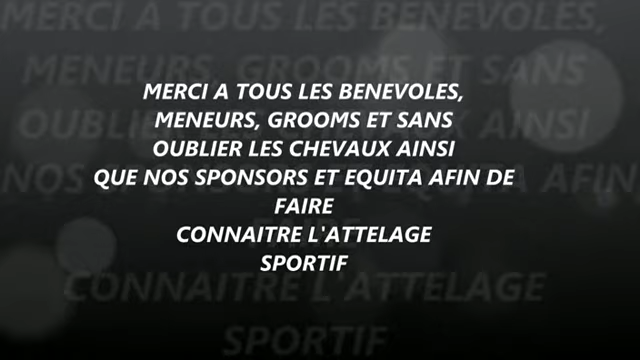 MERCI A TOUS LES BENEVOLES,
MENEURS, GROOMS ET SANS
OUBLIER LES CHEVAUX AINSI
QUE NOS SPONSORS ET EQUITA AFIN DE
FAIRE
CONNAITRE L'ATTELAGE
SPORTIF